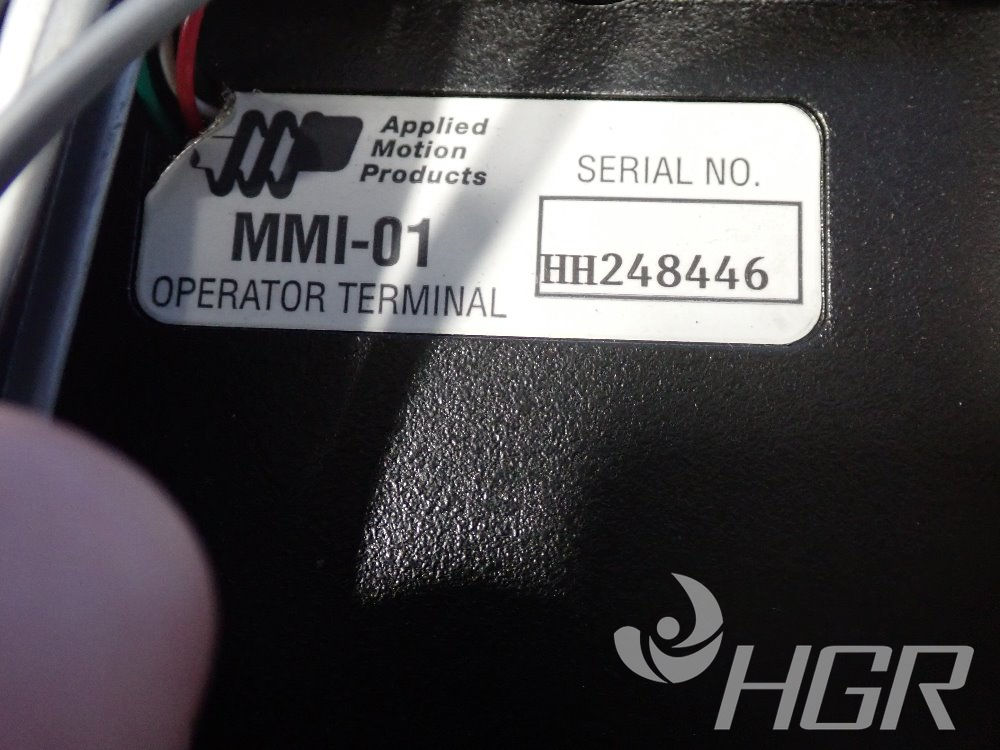 Applied
Motion
Products
MMI-01
OPERATOR TERMINAL
SERIAL NO.
HH248446
HGR